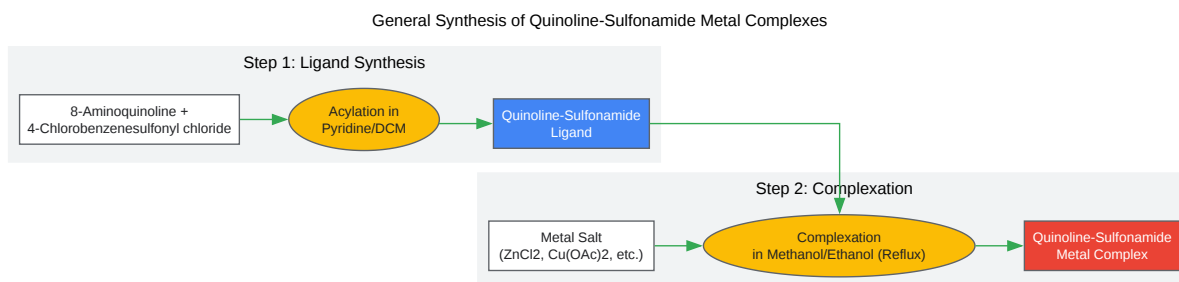 General Synthesis of Quinoline-Sulfonamide Metal Complexes
Step 1: Ligand Synthesis
8-Aminoquinoline +
4-Chlorobenzenesulfonyl chloride
Acylation in
Pyridine/DCM
Quinoline-Sulfonamide
Ligand
Step 2: Complexation
Metal Salt
(ZnCl2, Cu(OAc)2, etc.)
Complexation
in Methanol/Ethanol (Reflux)
Quinoline-Sulfonamide
Metal Complex